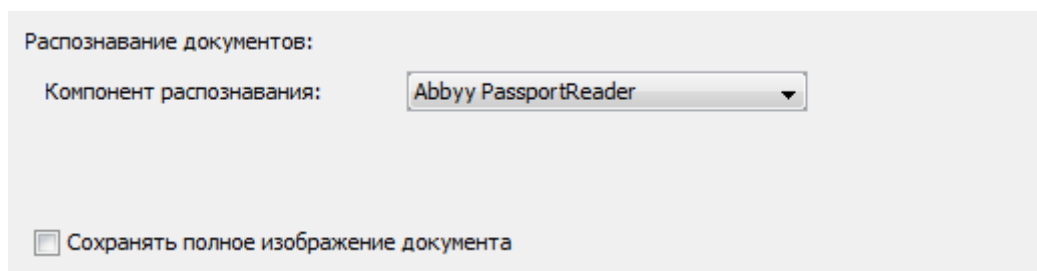 Распознавание документов:
Компонент распознавания: Abbyy PassportReader
Сохранять полное изображение документа